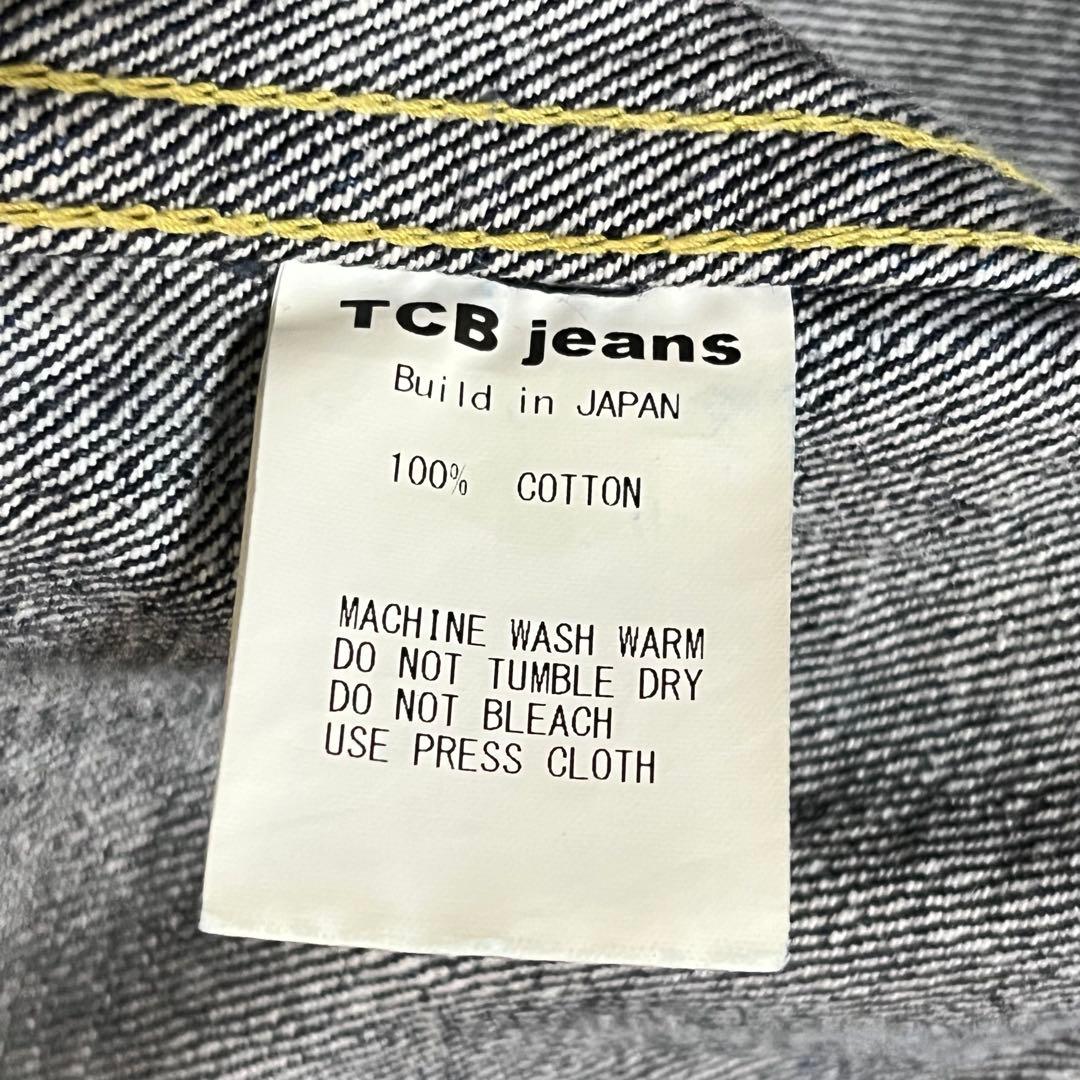 TCB jeans
Build in JAPAN
100% COTTON
MACHINE WASH WARM
DO NOT TUMBLE DRY
DO NOT BLEACH
USE PRESS CLOTH